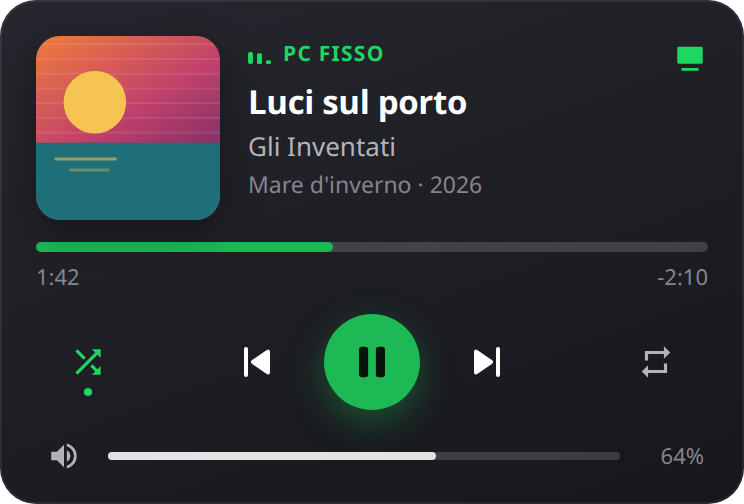 PC FISSO
Luci sul porto
Gli Inventati
Mare d'inverno · 2026
1:42
-2:10
64%